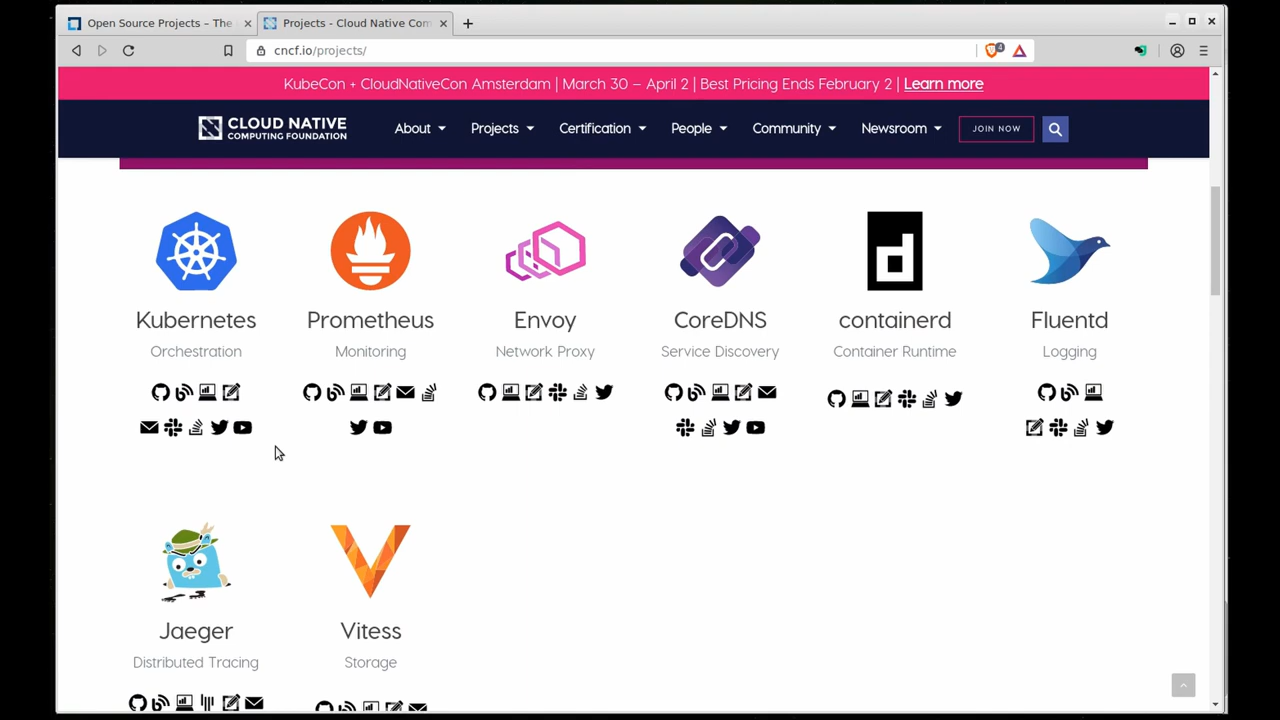 Open Source Projects – The
Projects - Cloud Native Com
cncf.io/projects/
4
KubeCon + CloudNativeCon Amsterdam | March 30 – April 2 | Best Pricing Ends February 2 | Learn more
CLOUD NATIVE
COMPUTING FOUNDATION
About Projects Certification People Community Newsroom JOIN NOW
Kubernetes Prometheus Envoy CoreDNS containerd Fluentd
Orchestration Monitoring Network Proxy Service Discovery Container Runtime Logging
Jaeger Vitess
Distributed Tracing Storage